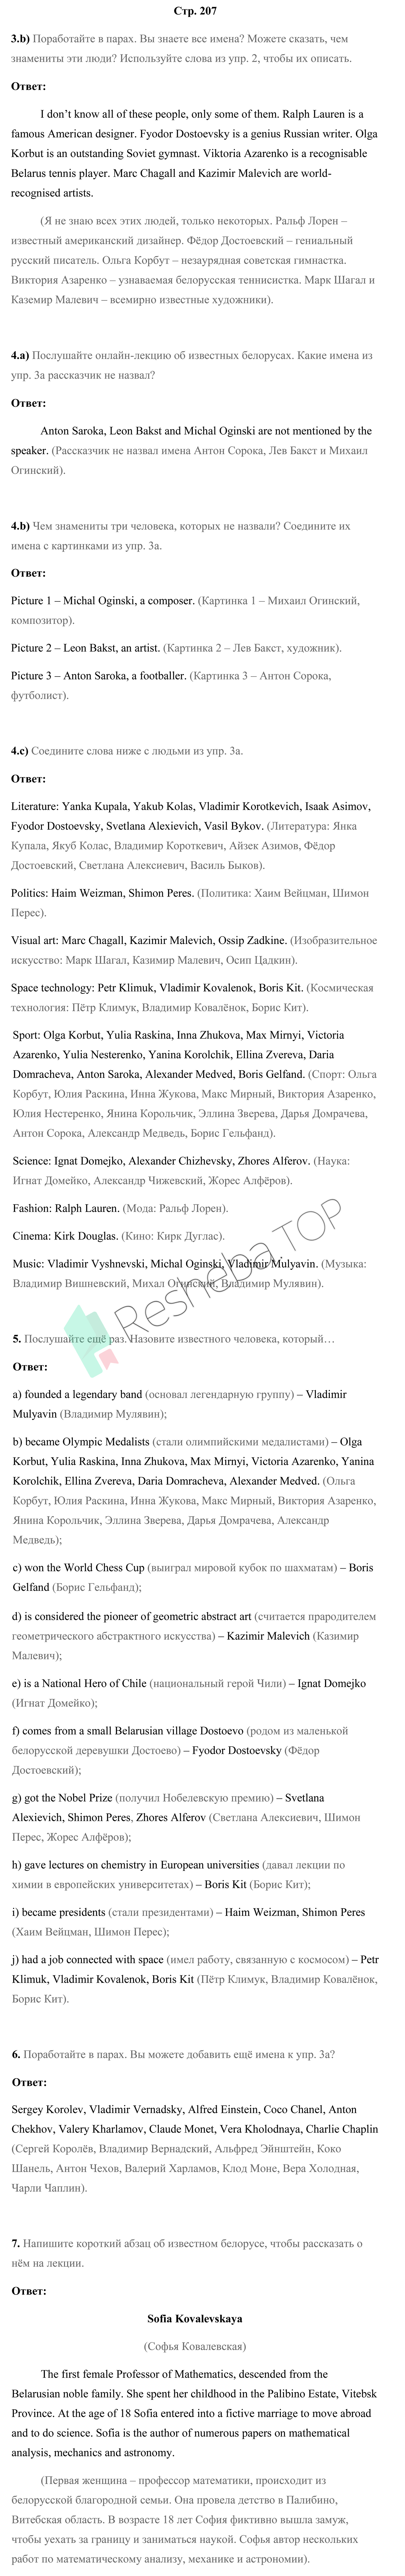 Стр. 207
3.b) Поработайте в парах. Вы знаете все имена? Можете сказать, чем
знамениты эти люди? Используйте слова из упр. 2, чтобы их описать.
Ответ:
I don’t know all of these people, only some of them. Ralph Lauren is a
famous American designer. Fyodor Dostoevsky is a genius Russian writer. Olga
Korbut is an outstanding Soviet gymnast. Viktoria Azarenko is a recognisable
Belarus tennis player. Marc Chagall and Kazimir Malevich are world-
recognised artists.
(Я не знаю всех этих людей, только некоторых. Ральф Лорен –
известный американский дизайнер. Фёдор Достоевский – гениальный
русский писатель. Ольга Корбут – незаурядная советская гимнастка.
Виктория Азаренко – узнаваемая белорусская теннисистка. Марк Шагал и
Каземир Малевич – всемирно известные художники).
4.a) Послушайте онлайн-лекцию об известных белорусах. Какие имена из
упр. 3а рассказчик не назвал?
Ответ:
Anton Saroka, Leon Bakst and Michal Oginski are not mentioned by the
speaker. (Рассказчик не назвал имена Антон Сорока, Лев Бакст и Михаил
Огинский).
4.b) Чем знамениты три человека, которых не назвали? Соедините их
имена с картинками из упр. 3а.
Ответ:
Picture 1 – Michal Oginski, a composer. (Картинка 1 – Михаил Огинский,
композитор).
Picture 2 – Leon Bakst, an artist. (Картинка 2 – Лев Бакст, художник).
Picture 3 – Anton Saroka, a footballer. (Картинка 3 – Антон Сорока,
футболист).
4.c) Соедините слова ниже с людьми из упр. 3а.
Ответ:
Literature: Yanka Kupala, Yakub Kolas, Vladimir Korotkevich, Isaak Asimov,
Fyodor Dostoevsky, Svetlana Alexievich, Vasil Bykov. (Литература: Янка
Купала, Якуб Колас, Владимир Короткевич, Айзек Азимов, Фёдор
Достоевский, Светлана Алексиевич, Василь Быков).
Politics: Haim Weizman, Shimon Peres. (Политика: Хаим Вейцман, Шимон
Перес).
Visual art: Marc Chagall, Kazimir Malevich, Ossip Zadkine. (Изобразительное
искусство: Марк Шагал, Казимир Малевич, Осип Цадкин).
Space technology: Petr Klimuk, Vladimir Kovalenok, Boris Kit. (Космическая
технология: Пётр Климук, Владимир Ковалёнок, Борис Кит).
Sport: Olga Korbut, Yulia Raskina, Inna Zhukova, Max Mirnyi, Victoria
Azarenko, Yulia Nesterenko, Yanina Korolchik, Ellina Zvereva, Daria
Domracheva, Anton Saroka, Alexander Medved, Boris Gelfand. (Спорт: Ольга
Корбут, Юлия Раскина, Инна Жукова, Макс Мирный, Виктория Азаренко,
Юлия Нестеренко, Янина Корольчик, Эллина Зверева, Дарья Домрачева,
Антон Сорока, Александр Медведь, Борис Гельфанд).
Science: Ignat Domejko, Alexander Chizhevsky, Zhores Alferov. (Наука:
Игнат Домейко, Александр Чижевский, Жорес Алфёров).
Fashion: Ralph Lauren. (Мода: Ральф Лорен).
Cinema: Kirk Douglas. (Кино: Кирк Дуглас).
Music: Vladimir Vyshnevski, Michal Oginski, Vladimir Mulyavin. (Музыка:
Владимир Вишневский, Михал Огинский, Владимир Мулявин).
Resheba TOP
5. Послушайте ещё раз. Назовите известного человека, который…
Ответ:
a) founded a legendary band (основал легендарную группу) – Vladimir
Mulyavin (Владимир Мулявин);
b) became Olympic Medalists (стали олимпийскими медалистами) – Olga
Korbut, Yulia Raskina, Inna Zhukova, Max Mirnyi, Victoria Azarenko, Yanina
Korolchik, Ellina Zvereva, Daria Domracheva, Alexander Medved. (Ольга
Корбут, Юлия Раскина, Инна Жукова, Макс Мирный, Виктория Азаренко,
Янина Корольчик, Эллина Зверева, Дарья Домрачева, Александр
Медведь);
c) won the World Chess Cup (выиграл мировой кубок по шахматам) – Boris
Gelfand (Борис Гельфанд);
d) is considered the pioneer of geometric abstract art (считается прародителем
геометрического абстрактного искусства) – Kazimir Malevich (Казимир
Малевич);
e) is a National Hero of Chile (национальный герой Чили) – Ignat Domejko
(Игнат Домейко);
f) comes from a small Belarusian village Dostoevo (родом из маленькой
белорусской деревушки Достоево) – Fyodor Dostoevsky (Фёдор
Достоевский);
g) got the Nobel Prize (получил Нобелевскую премию) – Svetlana
Alexievich, Shimon Peres, Zhores Alferov (Светлана Алексиевич, Шимон
Перес, Жорес Алфёров);
h) gave lectures on chemistry in European universities (давал лекции по
химии в европейских университетах) – Boris Kit (Борис Кит);
i) became presidents (стали президентами) – Haim Weizman, Shimon Peres
(Хаим Вейцман, Шимон Перес);
j) had a job connected with space (имел работу, связанную с космосом) – Petr
Klimuk, Vladimir Kovalenok, Boris Kit (Пётр Климук, Владимир Ковалёнок,
Борис Кит).
6. Поработайте в парах. Вы можете добавить ещё имена к упр. 3а?
Ответ:
Sergey Korolev, Vladimir Vernadsky, Alfred Einstein, Coco Chanel, Anton
Chekhov, Valery Kharlamov, Claude Monet, Vera Kholodnaya, Charlie Chaplin
(Сергей Королёв, Владимир Вернадский, Альфред Эйнштейн, Коко
Шанель, Антон Чехов, Валерий Харламов, Клод Моне, Вера Холодная,
Чарли Чаплин).
7. Напишите короткий абзац об известном белорусе, чтобы рассказать о
нём на лекции.
Ответ:
Sofia Kovalevskaya
(Софья Ковалевская)
The first female Professor of Mathematics, descended from the
Belarusian noble family. She spent her childhood in the Palibino Estate, Vitebsk
Province. At the age of 18 Sofia entered into a fictive marriage to move abroad
and to do science. Sofia is the author of numerous papers on mathematical
analysis, mechanics and astronomy.
(Первая женщина – профессор математики, происходит из
белорусской благородной семьи. Она провела детство в Палибино,
Витебская область. В возрасте 18 лет София фиктивно вышла замуж,
чтобы уехать за границу и заниматься наукой. Софья автор нескольких
работ по математическому анализу, механике и астрономии).